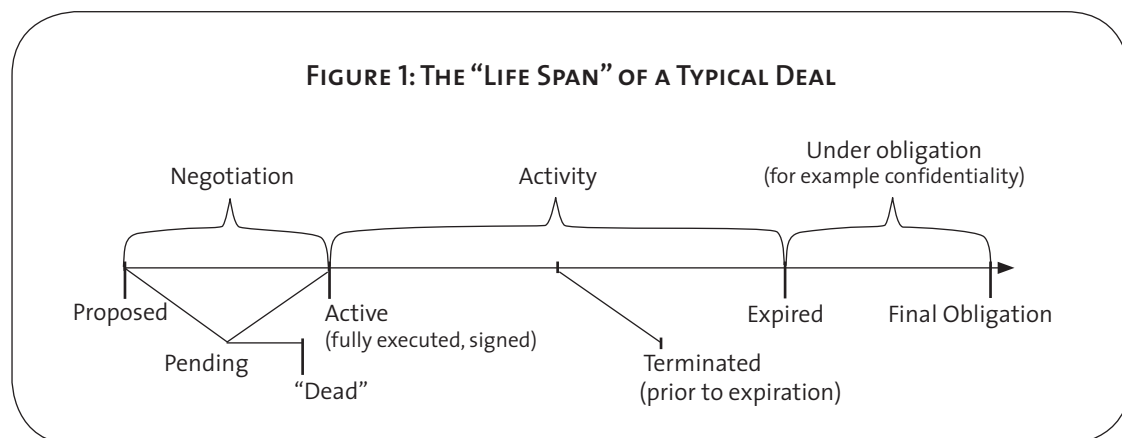 FIGURE 1: THE “LIFE SPAN” OF A TYPICAL DEAL
Negotiation
Activity
Under obligation
(for example confidentiality)
Proposed
Pending
“Dead”
Active
(fully executed, signed)
Terminated
(prior to expiration)
Expired
Final Obligation